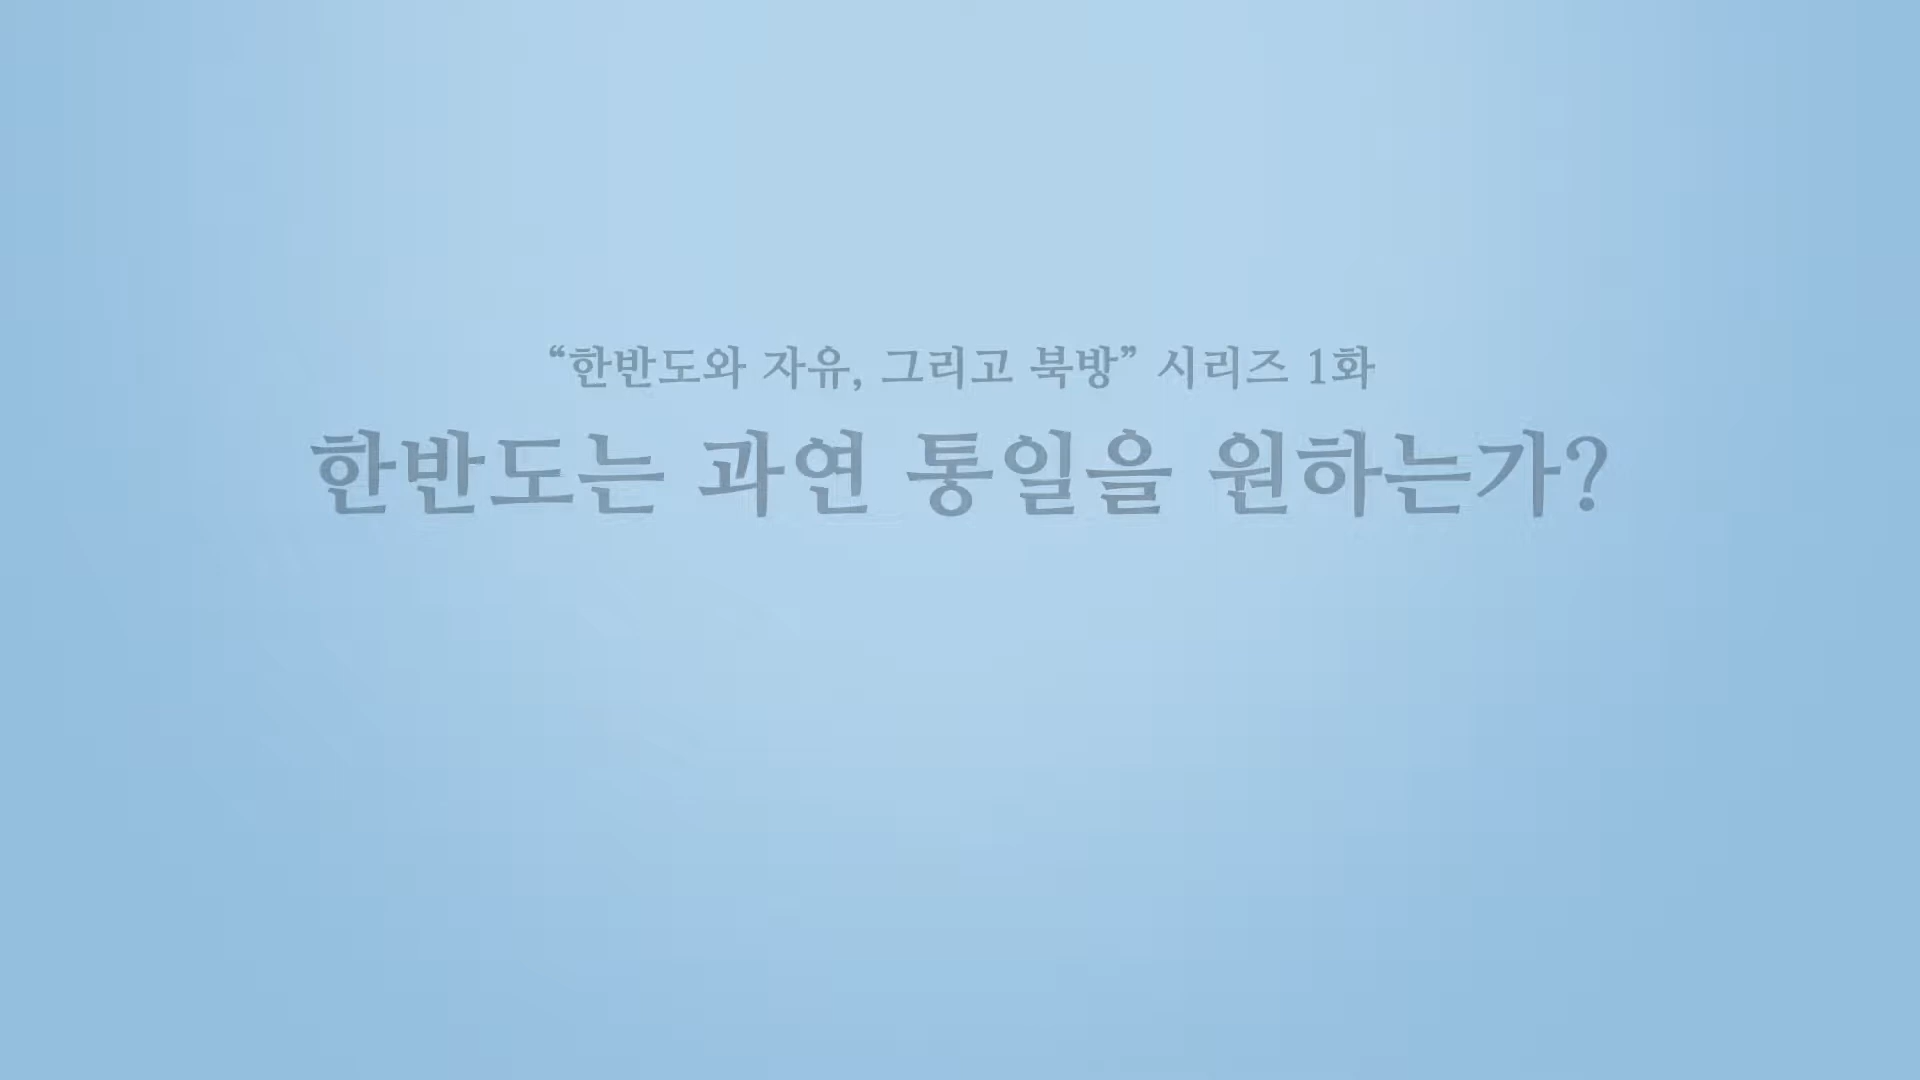 “한반도와 자유, 그리고 북방” 시리즈 1화
한반도는 과연 통일을 원하는가?